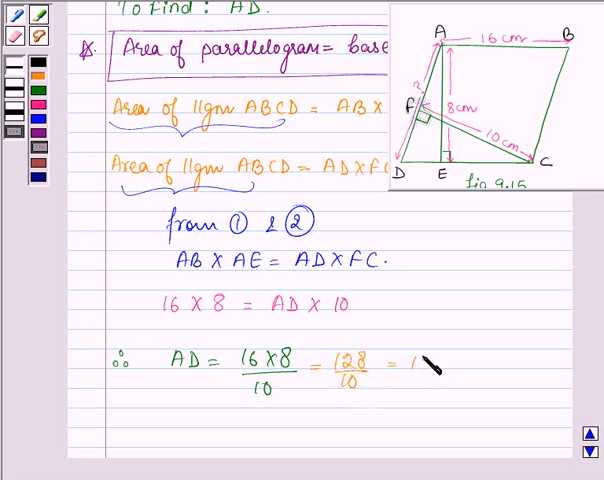 To find : AD.
Area of parallelogram = base
Area of llgm ABCD = AB ×
Area of llgm ABCD = AD × FC
from ① & ②
AB × AE = AD × FC.
16 × 8 = AD × 10
∴ AD = 16 × 8 / 10 = 128 / 10 = 1
A 16 cm B
?
F 8 cm
10 cm
D E C
fig 9.15